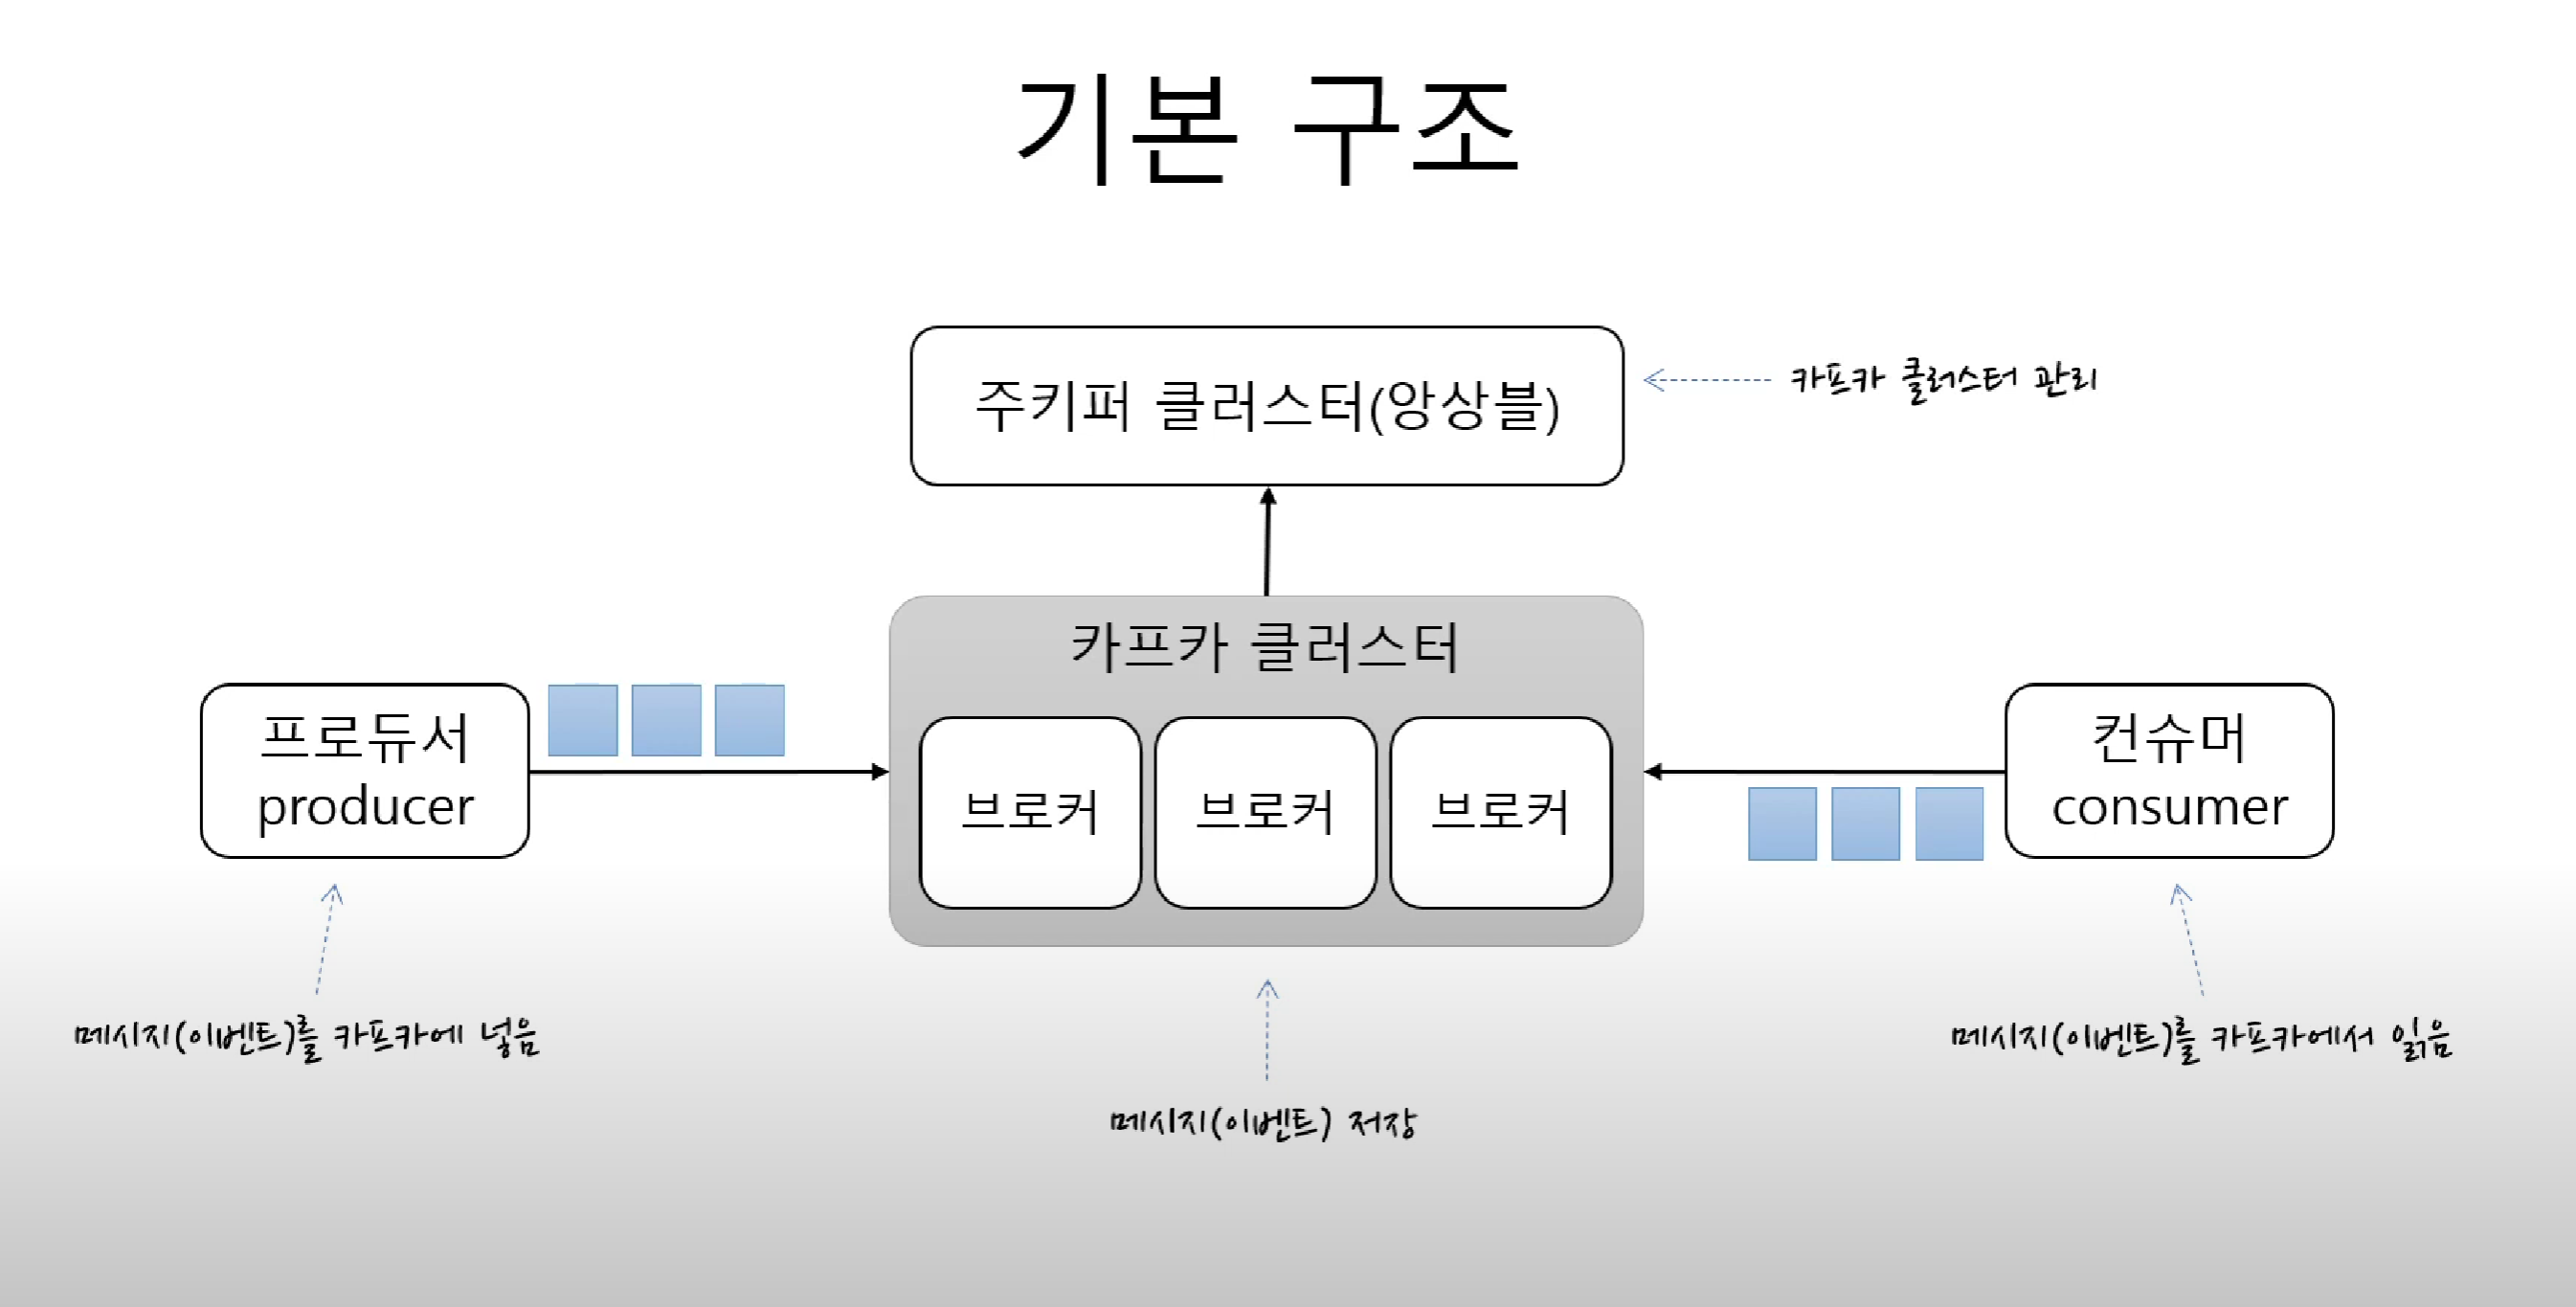 기본 구조
주키퍼 클러스터(앙상블)
카프카 클러스터 관리
카프카 클러스터
프로듀서
producer
브로커
브로커
브로커
컨슈머
consumer
메시지(이벤트)를 카프카에 넣음
메시지(이벤트)를 카프카에서 읽음
메시지(이벤트) 저장